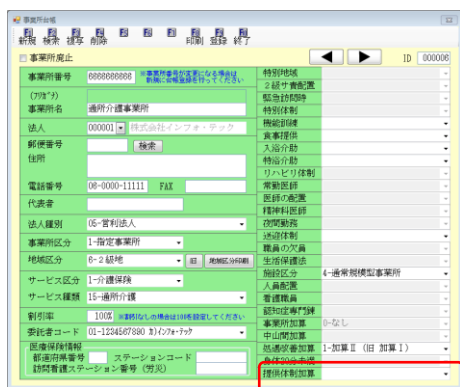 事業所台帳
新規 検索 複写 削除 印刷 登録 終了
事業所廃止
ID 000006
事業所番号 6666666666 ※事業所番号が変更になる場合は
新規に台帳登録を行ってください
(フリガナ)
事業所名 通所介護事業所
法人 000001 株式会社インフォ・テック
郵便番号 検索
住所
電話番号 06-0000-11111 FAX
代表者
法人種別 05-営利法人
事業所区分 1-指定事業所
地域区分 6-2級地 旧 地域区分印刷
サービス区分 1-介護保険
サービス種類 15-通所介護
割引率 100% ※割引なしの場合は100を設定してください
委託者コード 01-1234567890 カ)インフォ・テック
医療保険情報
都道府県番号 ステーションコード
訪問看護ステーション番号 (労災)
特別地域
2級サ責配置
緊急訪問時
特別体制
機能訓練
食事提供
入浴介助
特浴介助
リハビリ体制
常勤医師
医師の配置
精神科医師
夜間勤務
送迎体制
職員の欠員
生活保護法
施設区分 4-通常規模型事業所
人員配置
看護職員
認知症専門棟
事業所加算 0-なし
中山間加算
処遇改善加算 1-加算Ⅱ (旧 加算Ⅰ)
身体20分未満
提供体制加算